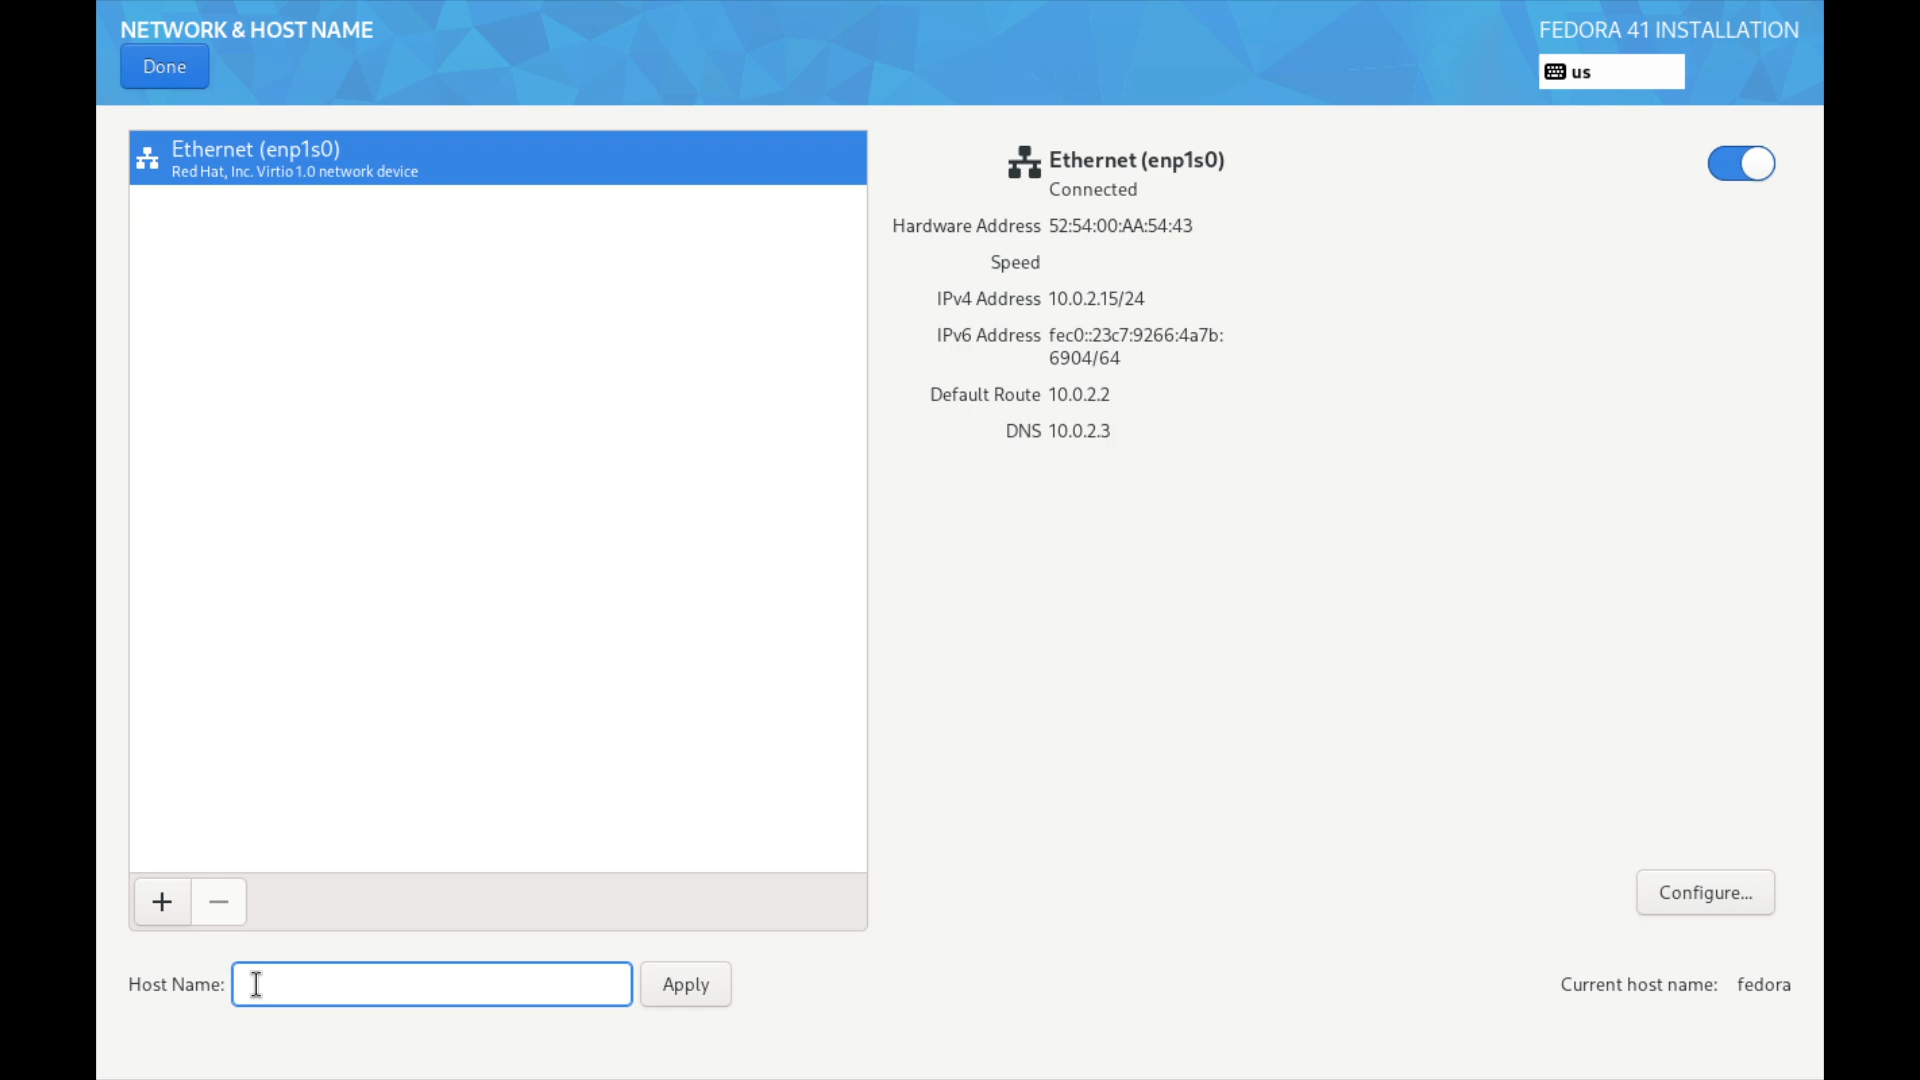 NETWORK & HOST NAME
FEDORA 41 INSTALLATION
Done
us
Ethernet (enp1s0)
Red Hat, Inc. Virtio 1.0 network device
Ethernet (enp1s0)
Connected
Hardware Address 52:54:00:AA:54:43
Speed
IPv4 Address 10.0.2.15/24
IPv6 Address fec0::23c7:9266:4a7b:
6904/64
Default Route 10.0.2.2
DNS 10.0.2.3
Configure...
Host Name:
Apply
Current host name: fedora